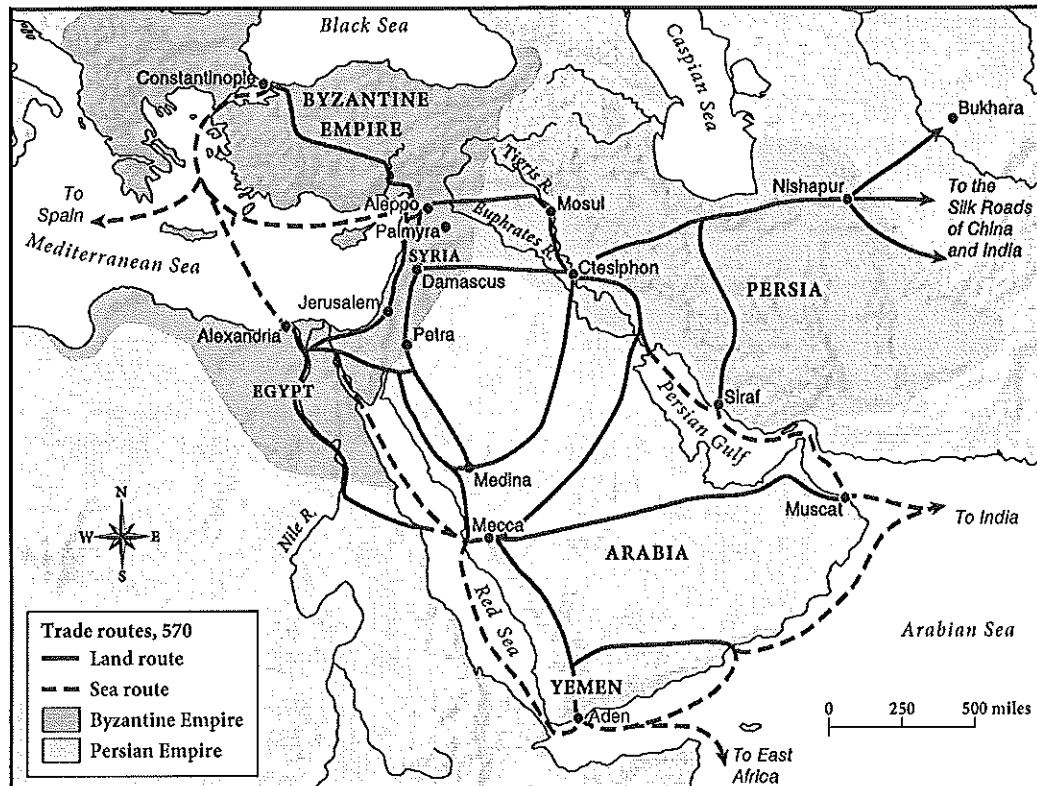 Black Sea
Caspian Sea
Constantinople
BYZANTINE
EMPIRE
Bukhara
Tigris R.
Nishapur
To
Spain
Aleppo
Mosul
To the
Silk Roads
of China
and India
Euphrates R.
Palmyra
Mediterranean Sea
SYRIA
Damascus
Ctesiphon
PERSIA
Jerusalem
Alexandria
Petra
EGYPT
Siraf
Persian Gulf
Medina
Muscat
To India
Nile R.
Mecca
ARABIA
N
W
E
S
Red Sea
Arabian Sea
Trade routes, 570
Land route
Sea route
Byzantine Empire
Persian Empire
YEMEN
Aden
0 250 500 miles
To East
Africa